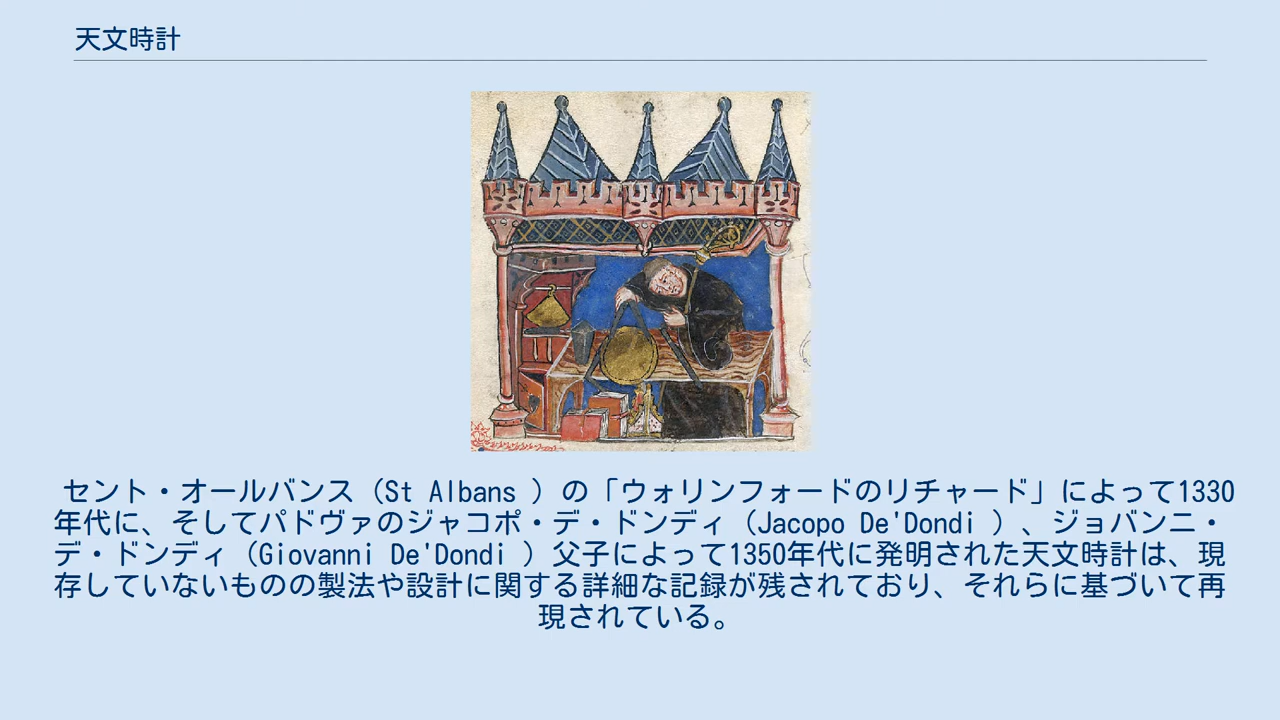 天文時計
セント・オールバンス（St Albans ）の「ウォリンフォードのリチャード」によって1330
年代に、そしてパドヴァのジャコポ・デ・ドンディ（Jacopo De'Dondi ）、ジョバンニ・
デ・ドンディ（Giovanni De'Dondi ）父子によって1350年代に発明された天文時計は、現
存していないものの製法や設計に関する詳細な記録が残されており、それらに基づいて再
現されている。